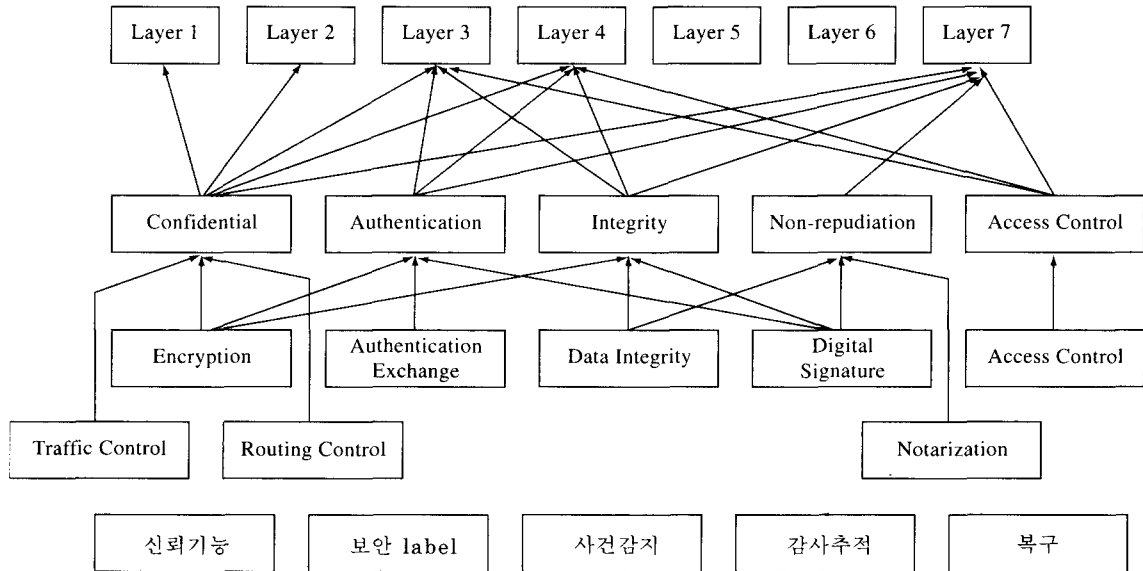 Layer 1
Layer 2
Layer 3
Layer 4
Layer 5
Layer 6
Layer 7
Confidential
Authentication
Integrity
Non-repudiation
Access Control
Encryption
Authentication
Exchange
Data Integrity
Digital
Signature
Access Control
Traffic Control
Routing Control
Notarization
신뢰기능
보안 label
사건감지
감사추적
복구